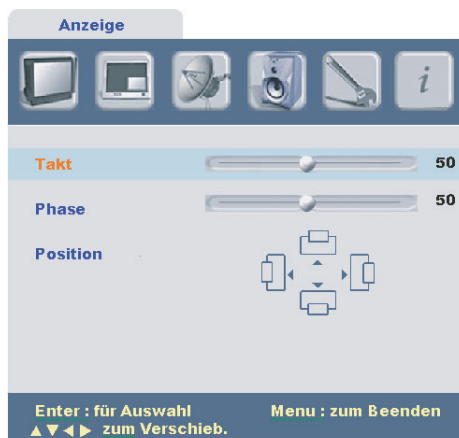 Anzeige
i
Takt 50
Phase 50
Position
Enter : für Auswahl Menu : zum Beenden
▲▼◄► zum Verschieb.